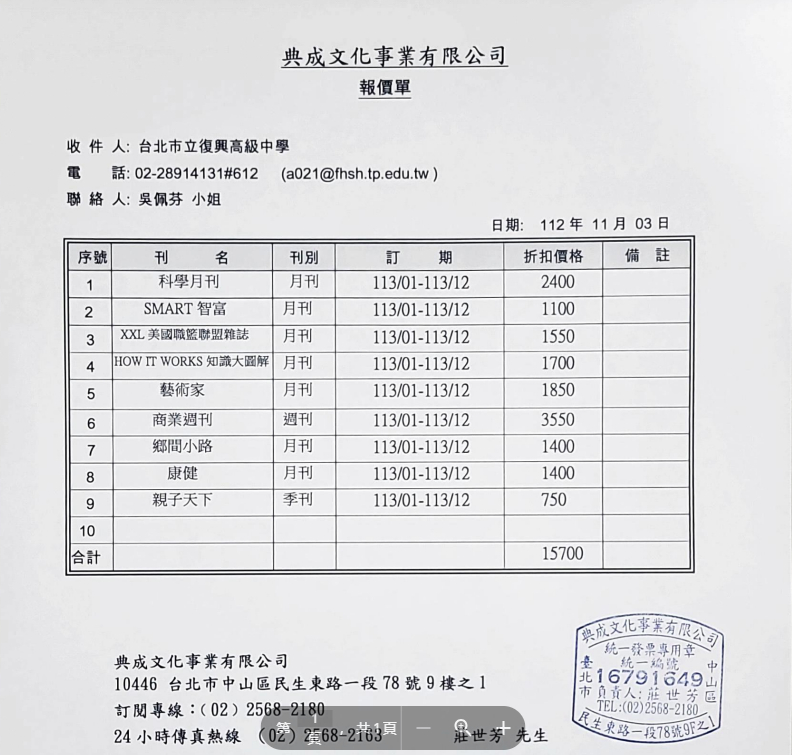 典成文化事業有限公司
報價單
收 件 人: 台北市立復興高級中學
電 話: 02-28914131#612 (a021@fhsh.tp.edu.tw )
聯 絡 人: 吳佩芬 小姐
日期: 112 年 11 月 03 日
序號 刊 名 刊別 訂 期 折扣價格 備 註
1 科學月刊 月刊 113/01-113/12 2400
2 SMART 智富 月刊 113/01-113/12 1100
3 XXL 美國職籃聯盟雜誌 月刊 113/01-113/12 1550
4 HOW IT WORKS 知識大圖解 月刊 113/01-113/12 1700
5 藝術家 月刊 113/01-113/12 1850
6 商業週刊 週刊 113/01-113/12 3550
7 鄉間小路 月刊 113/01-113/12 1400
8 康健 月刊 113/01-113/12 1400
9 親子天下 季刊 113/01-113/12 750
10
合計 15700
典成文化事業有限公司
10446 台北市中山區民生東路一段 78 號 9 樓之 1
訂閱專線：(02) 2568-2180
24 小時傳真熱線 (02) 2568-2163 莊世芳 先生
第 1 頁，共1頁
典成文化事業有限公司
統一發票專用章
統一編號
臺北市 16791649 中山區
負責人: 莊世芳
TEL:(02)2568-2180
民生東路一段78號9F之1